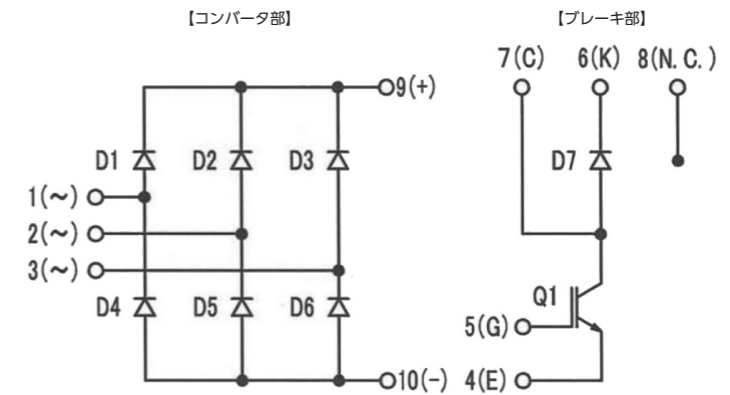 【コンバータ部】
【ブレーキ部】
7(C) 6(K) 8(N.C.)
9(+)
D1 D2 D3
D7
1(～)
2(～)
3(～)
D4 D5 D6
Q1
5(G)
10(-)
4(E)